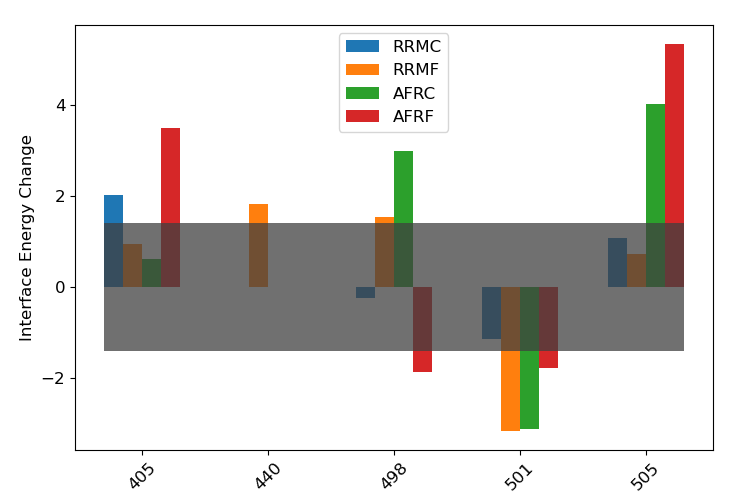 RRMC
RRMF
AFRC
AFRF
Interface Energy Change
4
2
0
−2
405
440
498
501
505